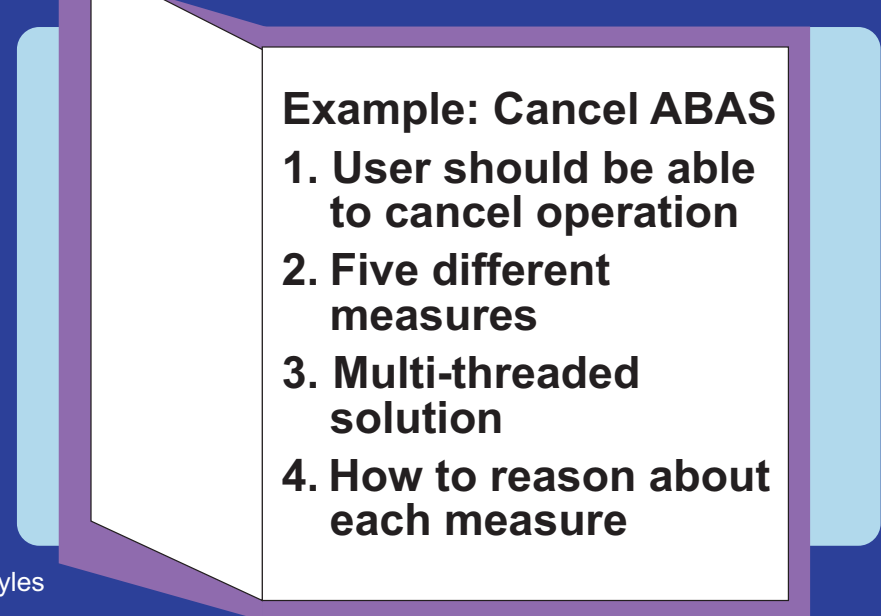 Example: Cancel ABAS
1. User should be able
to cancel operation
2. Five different
measures
3. Multi-threaded
solution
4. How to reason about
each measure
yles